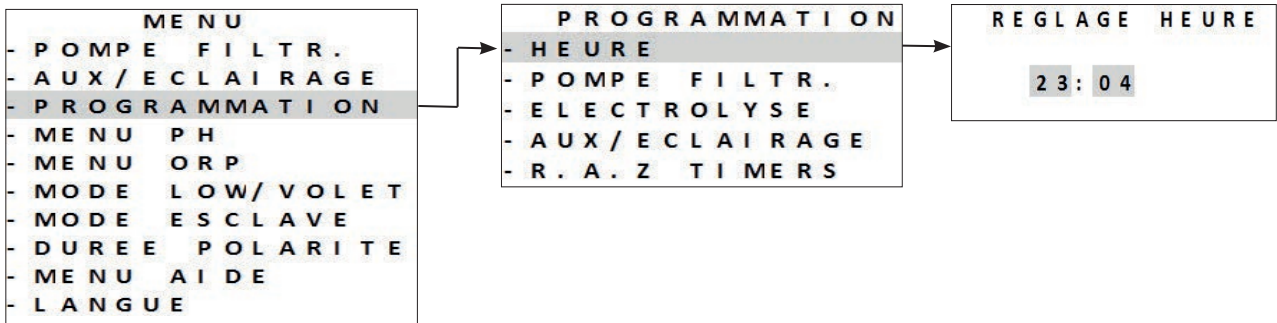 MENU
- POMPE FILTR.
- AUX/ECLAIRAGE
- PROGRAMMATION
- MENU PH
- MENU ORP
- MODE LOW/VOLET
- MODE ESCLAVE
- DUREE POLARITE
- MENU AIDE
- LANGUE
PROGRAMMATION
- HEURE
- POMPE FILTR.
- ELECTROLYSE
- AUX/ECLAIRAGE
- R.A.Z TIMERS
REGLAGE HEURE
23:04